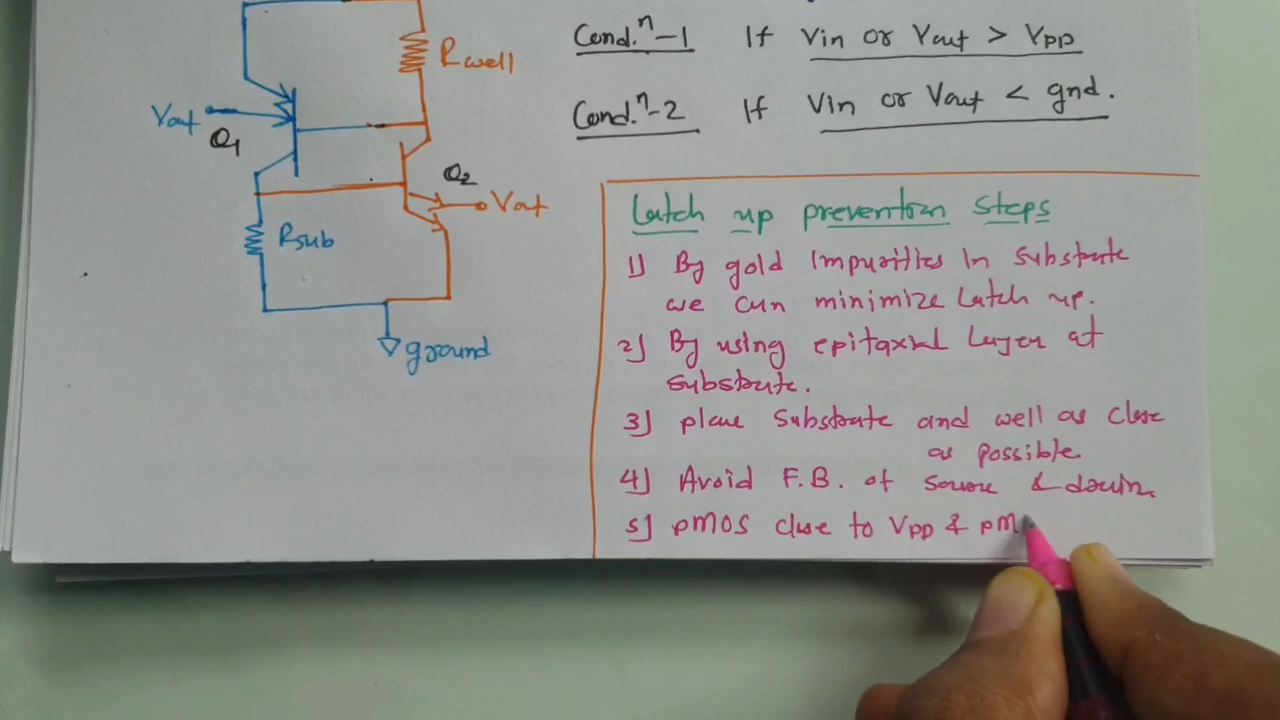 Rwell
Vout
Q1
Q2
Vout
Rsub
ground
Cond.n-1 If Vin or Vout > VDD
Cond.n-2 If Vin or Vout < gnd.
Latch up prevention steps
1) By gold Impurities In substrate
we can minimize Latch up.
2) By using epitaxial Layer at
substrate.
3) place substrate and well as close
as possible
4) Avoid F.B. of source & drain
5) pMOS close to VDD & pM